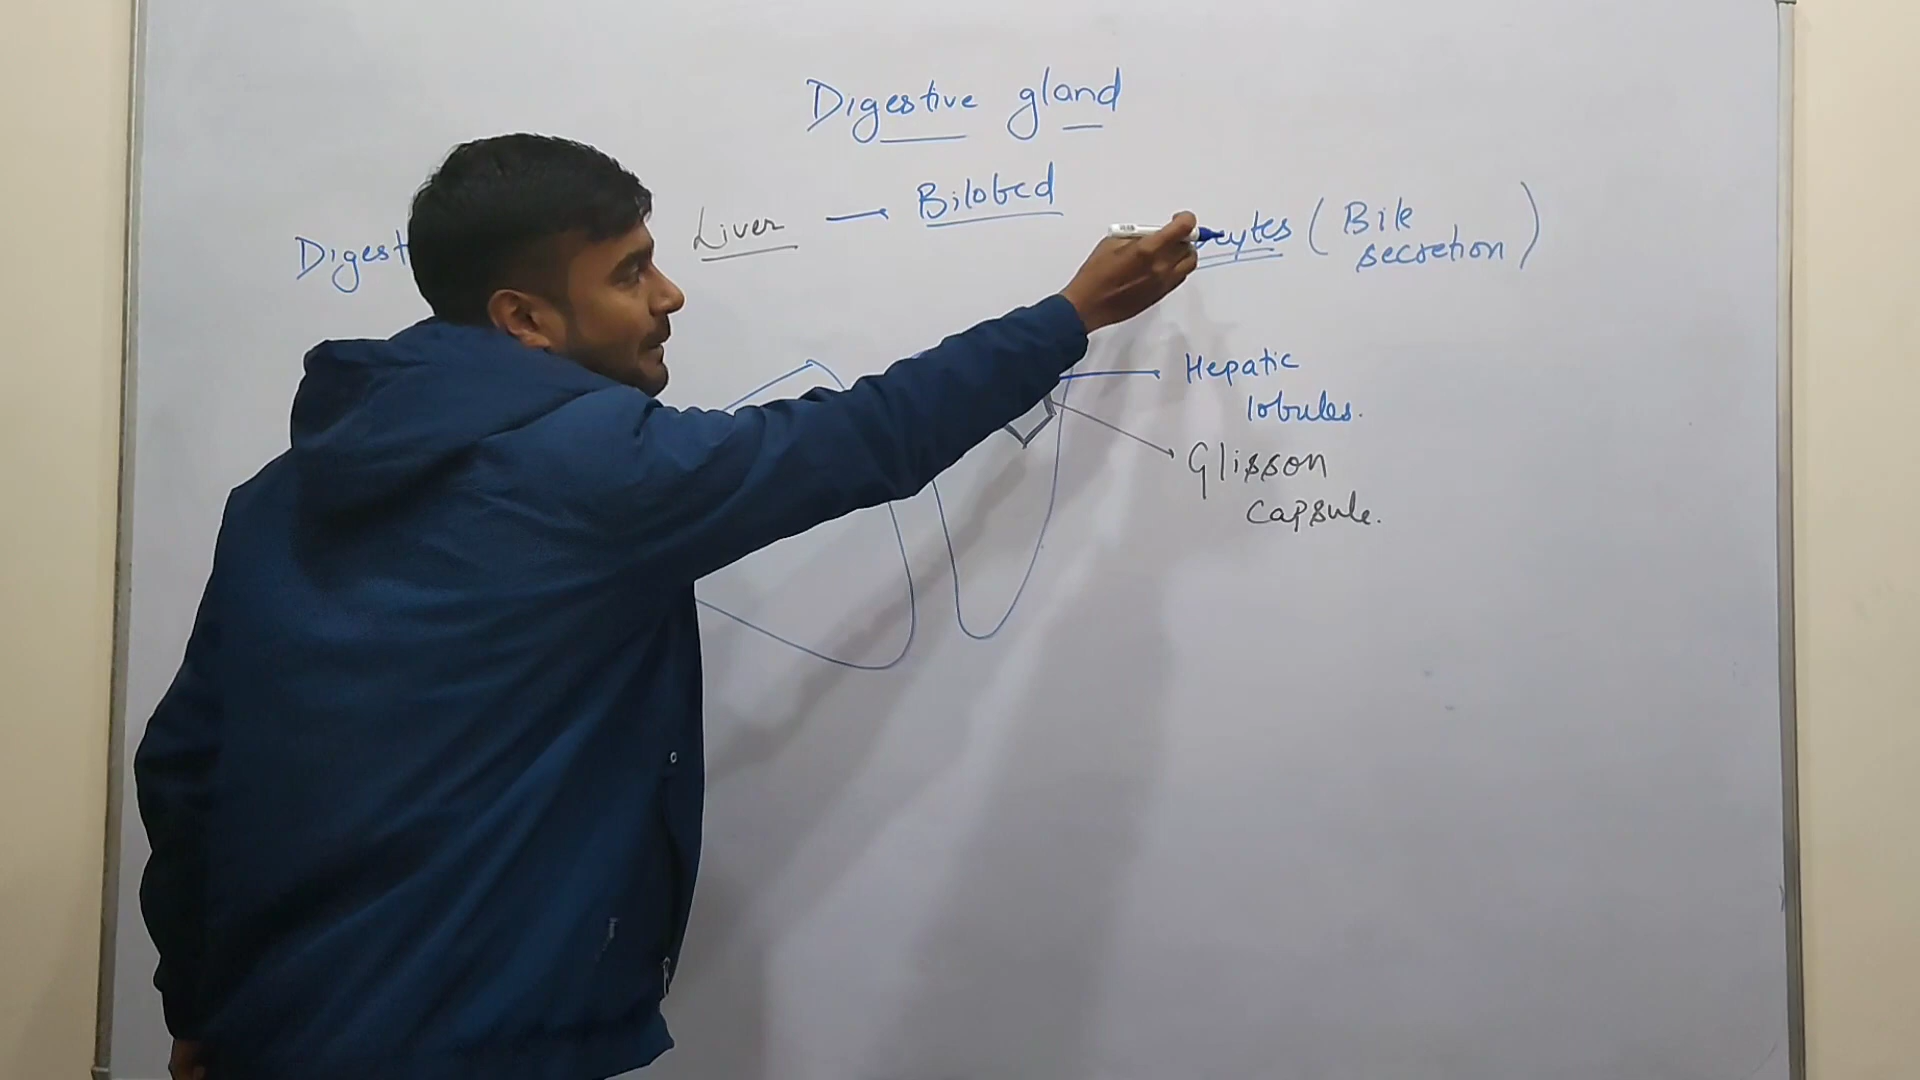 Digestive gland
Liver — Bilobed
Digest
cytes ( Bile
secretion )
Hepatic
lobules.
Glisson
capsule.